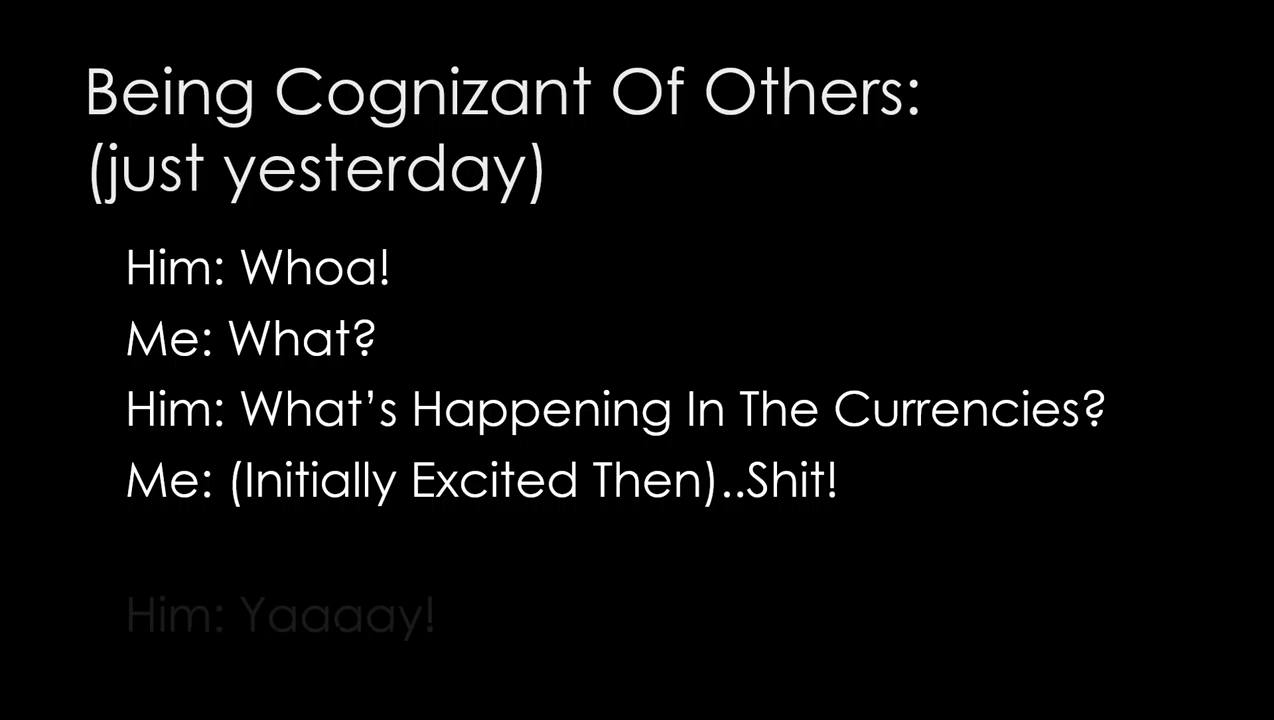 Being Cognizant Of Others:
(just yesterday)
Him: Whoa!
Me: What?
Him: What’s Happening In The Currencies?
Me: (Initially Excited Then)..Shit!
Him: Yaaaay!